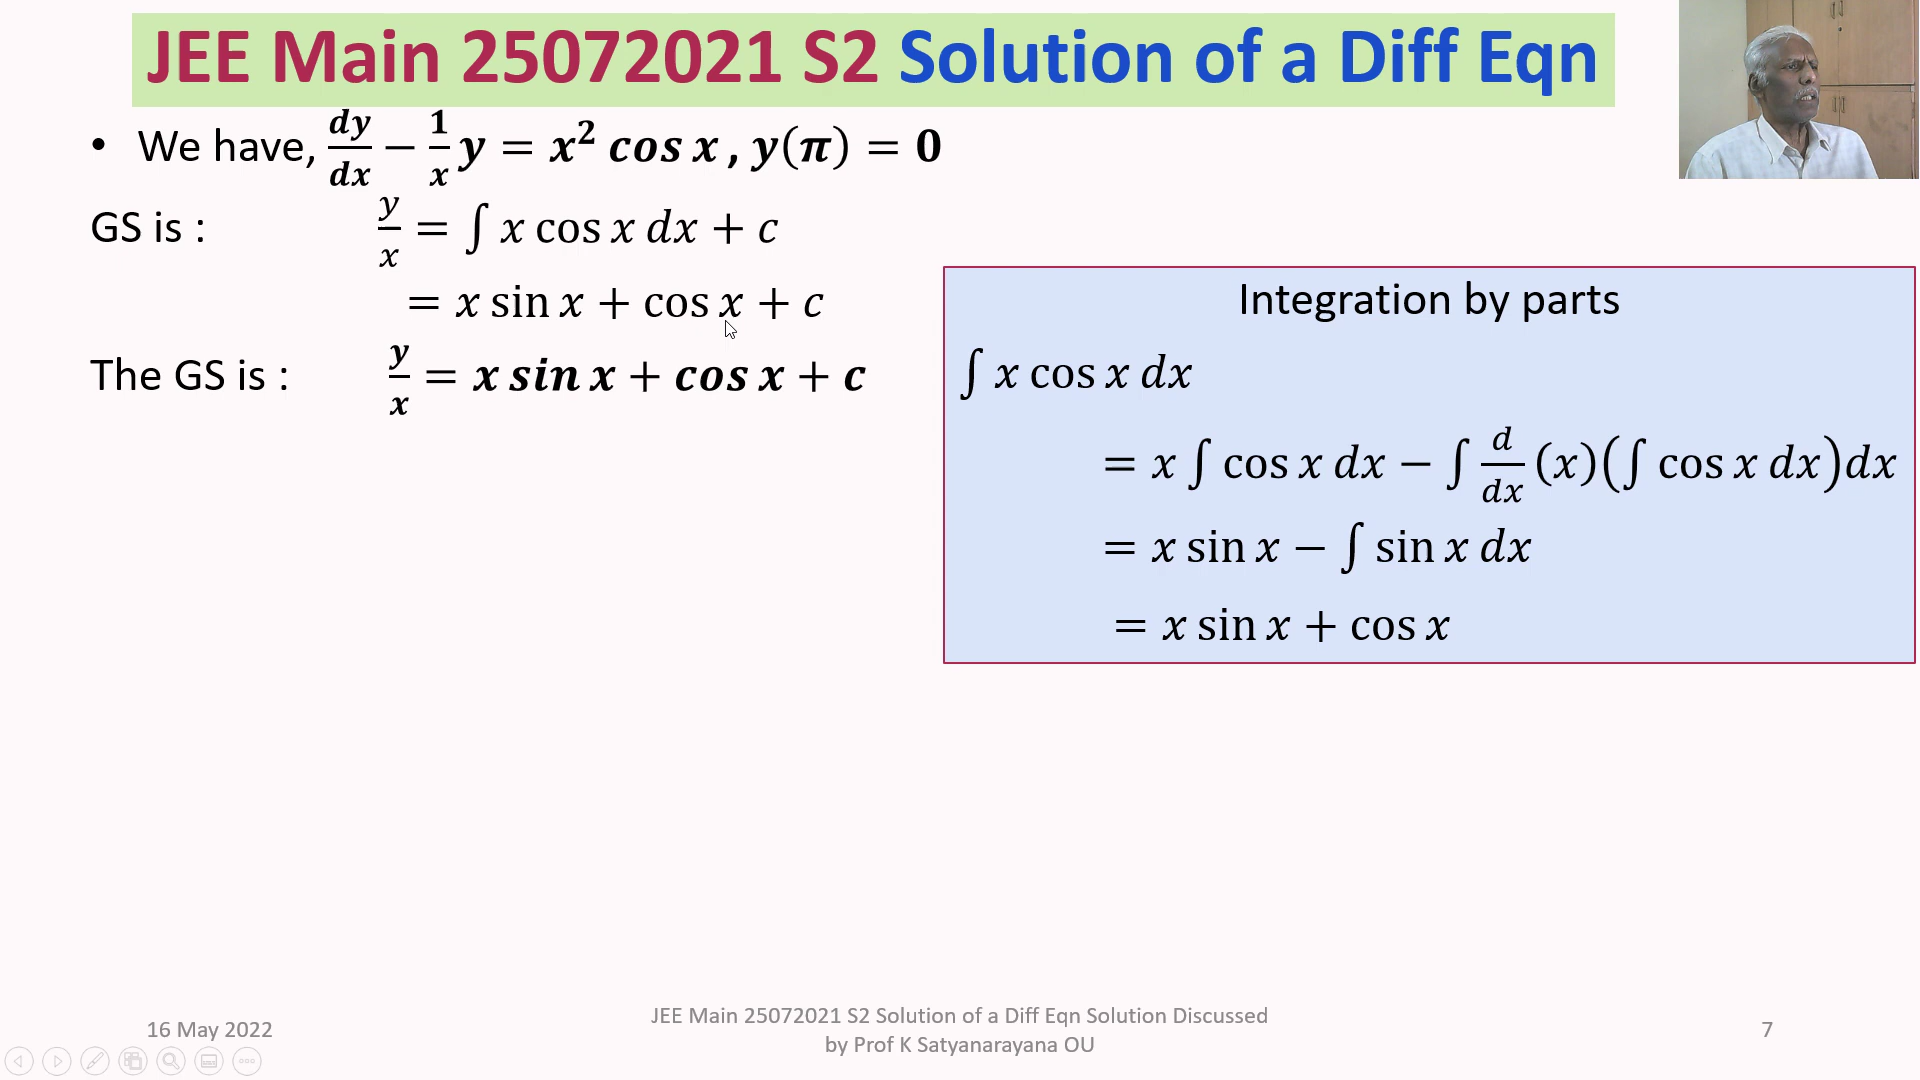 JEE Main 25072021 S2 Solution of a Diff Eqn
• We have, dy/dx − 1/x y = x² cos x , y(π) = 0
GS is : y/x = ∫ x cos x dx + c
= x sin x + cos x + c
The GS is : y/x = x sin x + cos x + c
Integration by parts
∫ x cos x dx
= x ∫ cos x dx − ∫ d/dx (x)(∫ cos x dx)dx
= x sin x − ∫ sin x dx
= x sin x + cos x
16 May 2022
JEE Main 25072021 S2 Solution of a Diff Eqn Solution Discussed
by Prof K Satyanarayana OU
7